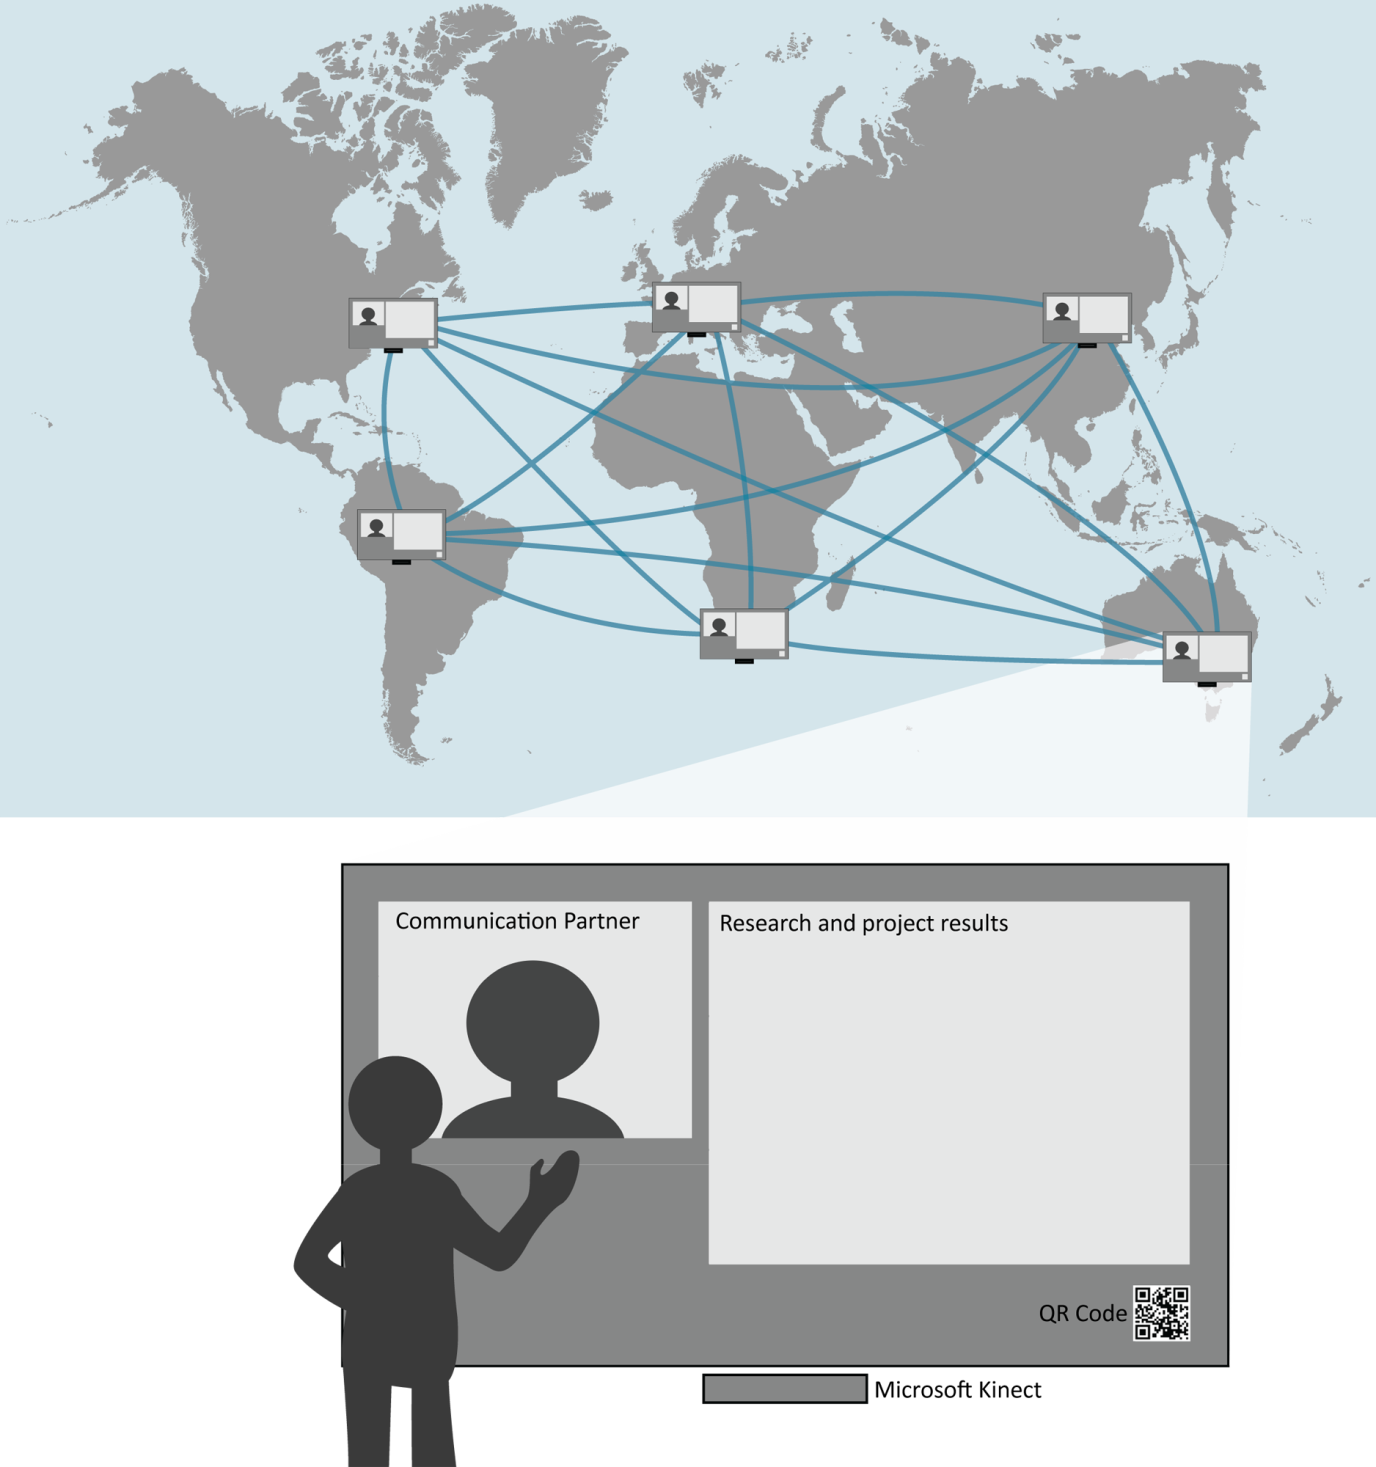 Communication Partner
Research and project results
QR Code
Microsoft Kinect